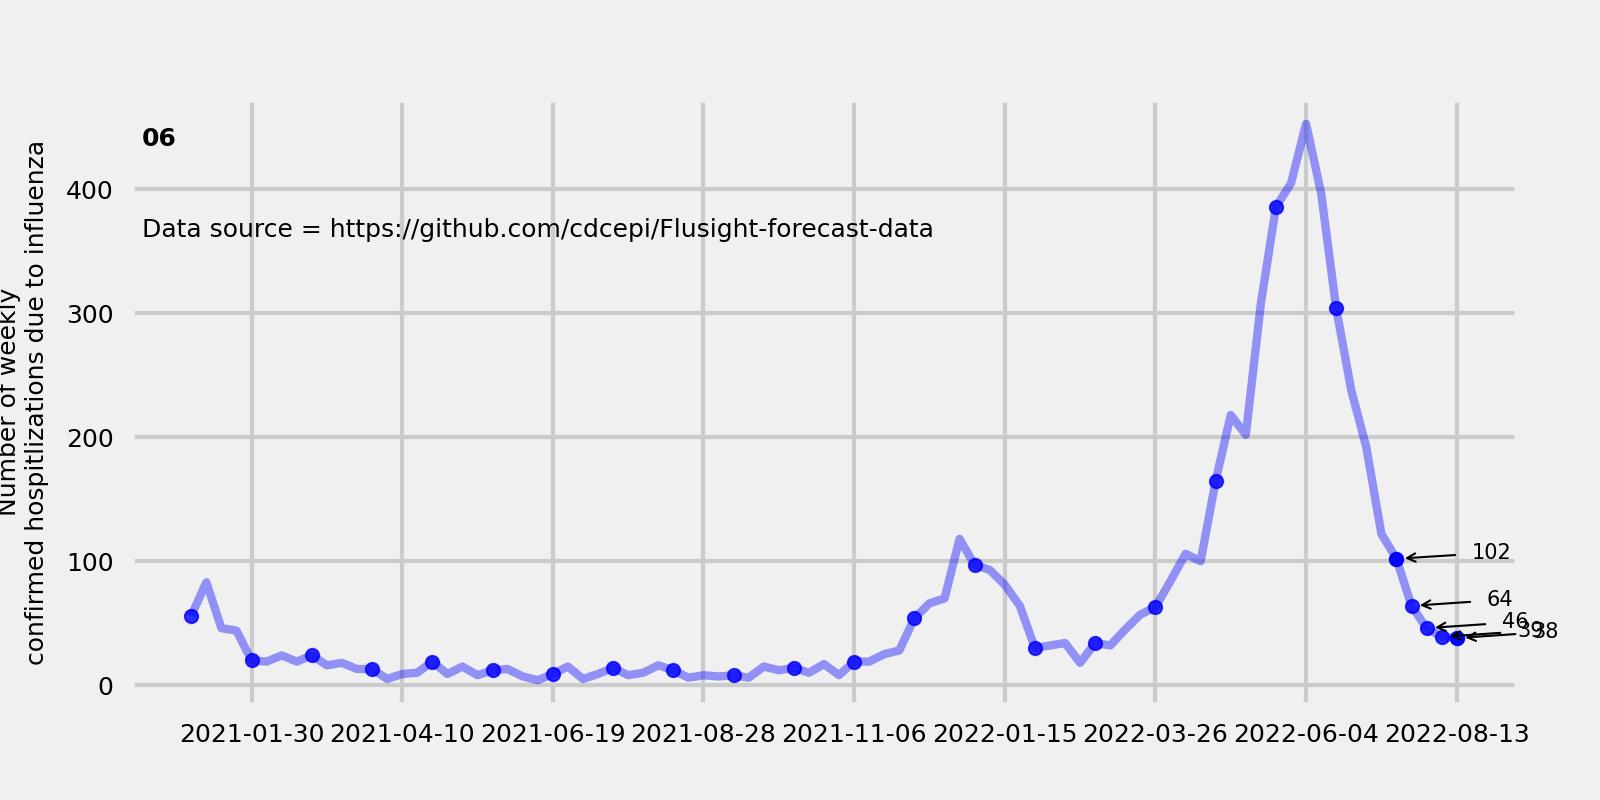 06
Data source = https://github.com/cdcepi/Flusight-forecast-data
Number of weekly
confirmed hospitlizations due to influenza
400
300
200
100
0
102
64
46
39
38
2021-01-30 2021-04-10 2021-06-19 2021-08-28 2021-11-06 2022-01-15 2022-03-26 2022-06-04 2022-08-13